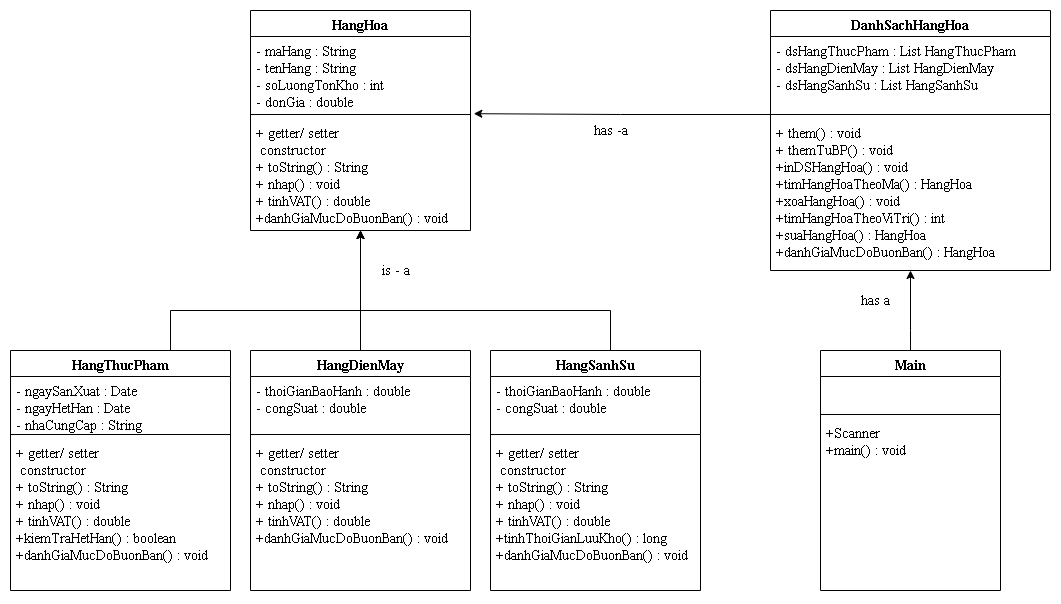 HangHoa
- maHang : String
- tenHang : String
- soLuongTonKho : int
- donGia : double
+ getter/ setter
constructor
+ toString() : String
+ nhap() : void
+ tinhVAT() : double
+danhGiaMucDoBuonBan() : void
DanhSachHangHoa
- dsHangThucPham : List HangThucPham
- dsHangDienMay : List HangDienMay
- dsHangSanhSu : List HangSanhSu
+ them() : void
+ themTuBP() : void
+inDSHangHoa() : void
+timHangHoaTheoMa() : HangHoa
+xoaHangHoa() : void
+timHangHoaTheoViTri() : int
+suaHangHoa() : HangHoa
+danhGiaMucDoBuonBan() : HangHoa
has -a
is - a
has a
HangThucPham
- ngaySanXuat : Date
- ngayHetHan : Date
- nhaCungCap : String
+ getter/ setter
constructor
+ toString() : String
+ nhap() : void
+ tinhVAT() : double
+kiemTraHetHan() : boolean
+danhGiaMucDoBuonBan() : void
HangDienMay
- thoiGianBaoHanh : double
- congSuat : double
+ getter/ setter
constructor
+ toString() : String
+ nhap() : void
+ tinhVAT() : double
+danhGiaMucDoBuonBan() : void
HangSanhSu
- thoiGianBaoHanh : double
- congSuat : double
+ getter/ setter
constructor
+ toString() : String
+ nhap() : void
+ tinhVAT() : double
+tinhThoiGianLuuKho() : long
+danhGiaMucDoBuonBan() : void
Main
+Scanner
+main() : void